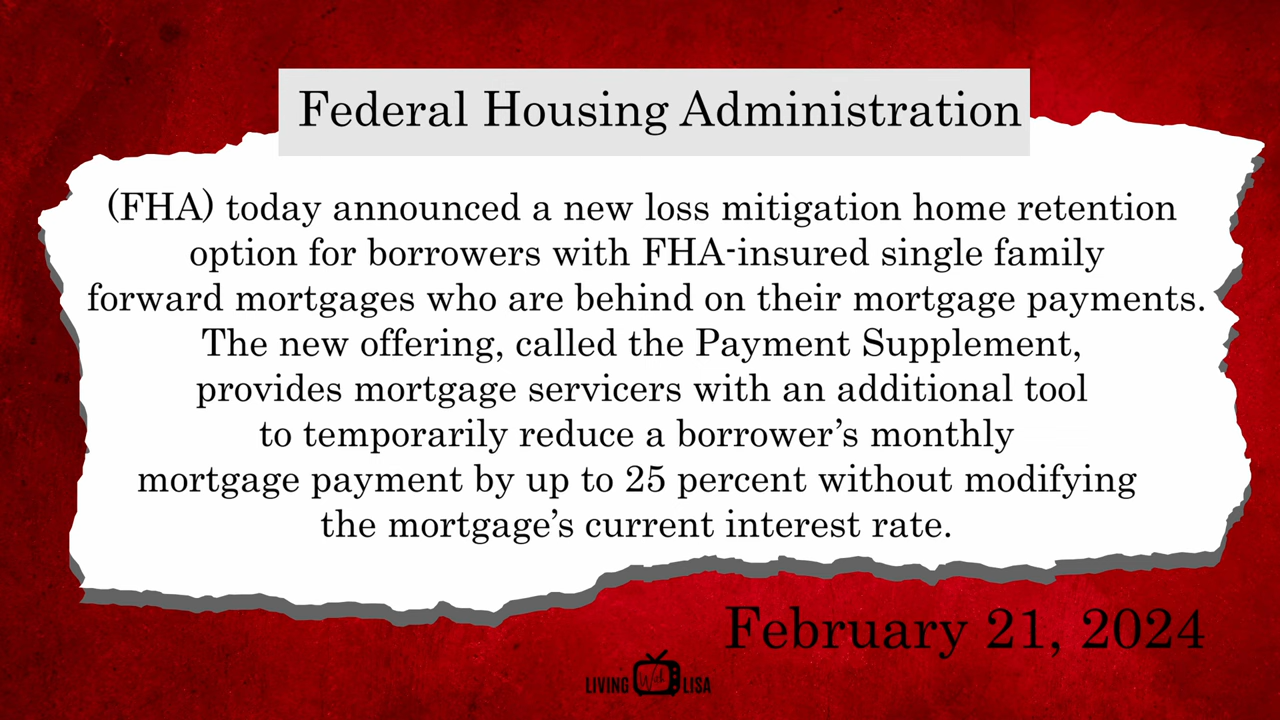 Federal Housing Administration
(FHA) today announced a new loss mitigation home retention
option for borrowers with FHA-insured single family
forward mortgages who are behind on their mortgage payments.
The new offering, called the Payment Supplement,
provides mortgage servicers with an additional tool
to temporarily reduce a borrower’s monthly
mortgage payment by up to 25 percent without modifying
the mortgage’s current interest rate.
February 21, 2024
LIVING With LISA